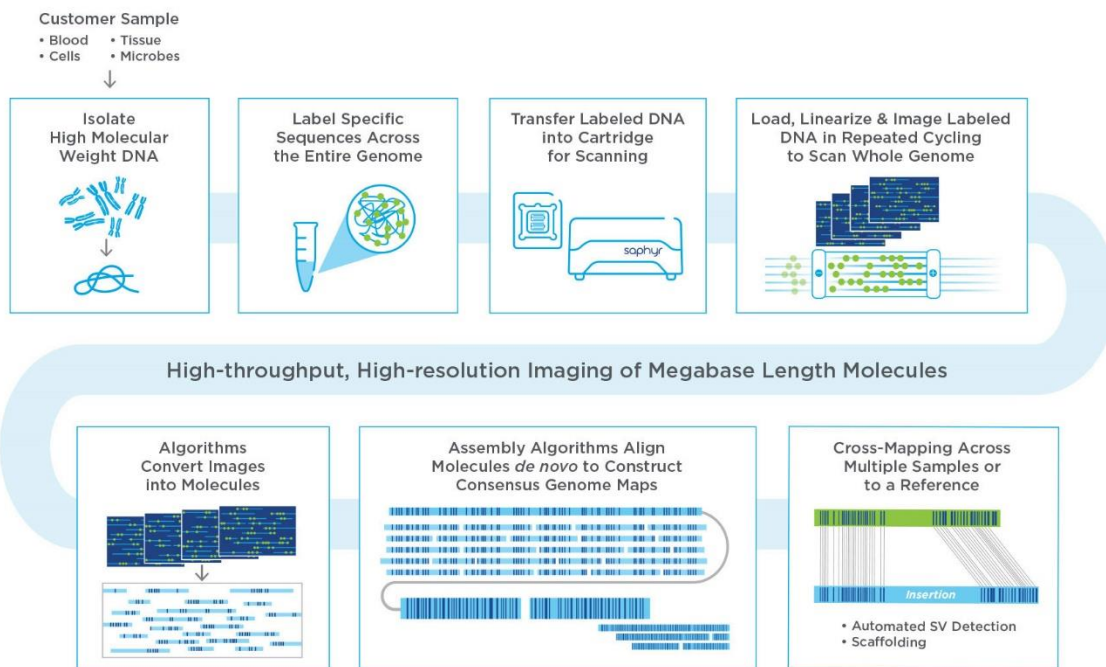 Customer Sample
• Blood • Tissue
• Cells • Microbes
Isolate
High Molecular
Weight DNA
Label Specific
Sequences Across
the Entire Genome
Transfer Labeled DNA
into Cartridge
for Scanning
saphyr
Load, Linearize & Image Labeled
DNA in Repeated Cycling
to Scan Whole Genome
High-throughput, High-resolution Imaging of Megabase Length Molecules
Algorithms
Convert Images
into Molecules
Assembly Algorithms Align
Molecules de novo to Construct
Consensus Genome Maps
Cross-Mapping Across
Multiple Samples or
to a Reference
Insertion
• Automated SV Detection
• Scaffolding